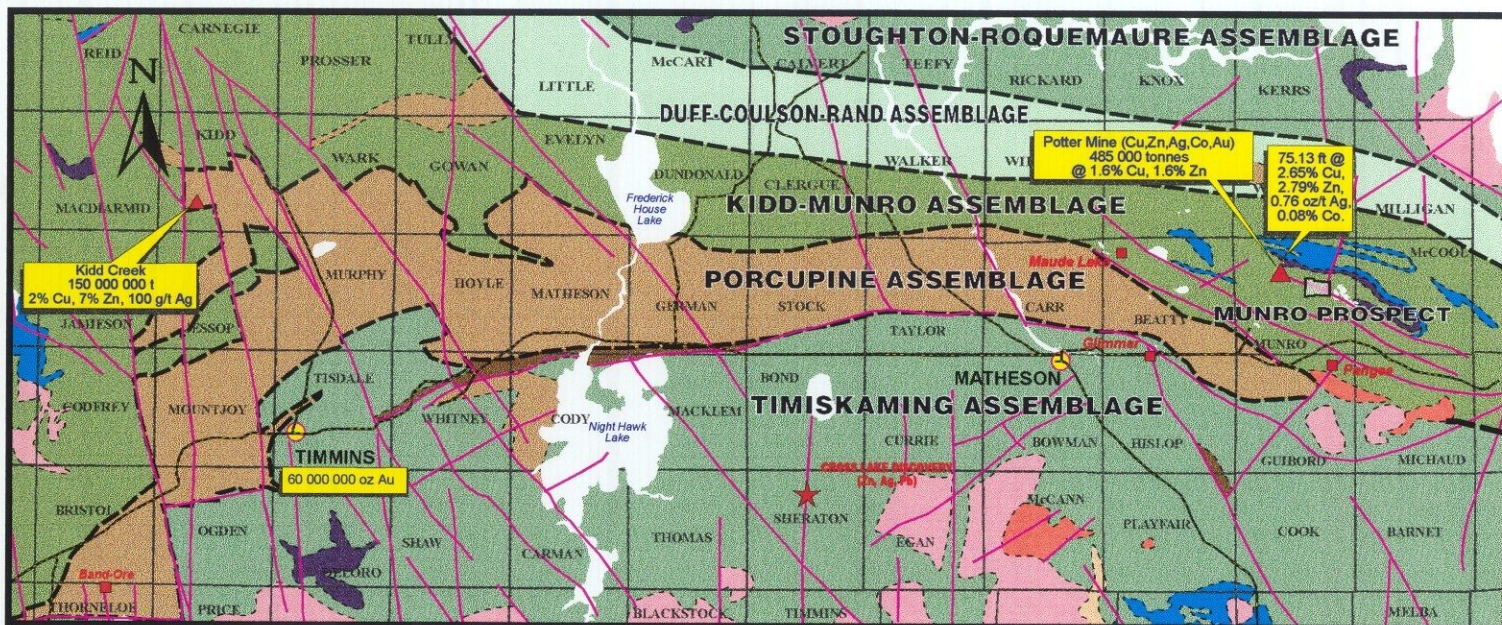 STOUGHTON-ROQUEMAURE ASSEMBLAGE
CARNEGIE
REID
PROSSER
TULLY
McCART
CALVERT
TEEFY
RICKARD
KNOX
KERRS
LITTLE
N
DUFF-COULSON-RAND ASSEMBLAGE
KIDD
WARK
GOWAN
EVELYN
DUNDONALD
CLERGUE
WALKER
Potter Mine (Cu,Zn,Ag,Co,Au)
485 000 tonnes
@ 1.6% Cu, 1.6% Zn
75.13 ft @
2.65% Cu,
2.79% Zn,
0.76 oz/t Ag,
0.08% Co.
MILLIGAN
MACDIARMID
Frederick
House
Lake
KIDD-MUNRO ASSEMBLAGE
McCOOL
Kidd Creek
150 000 000 t
2% Cu, 7% Zn, 100 g/t Ag
MURPHY
HOYLE
MATHESON
GERMAN
PORCUPINE ASSEMBLAGE
STOCK
Maude Lake
CARR
BEATTY
MUNRO PROSPECT
MUNRO
JAMIESON
JESSOP
TAYLOR
Glimmer
Pangea
TISDALE
BOND
MATHESON
GODFREY
MOUNTJOY
WHITNEY
CODY
MACKLEM
TIMISKAMING ASSEMBLAGE
Night Hawk
Lake
CURRIE
BOWMAN
HISLOP
GUIBORD
MICHAUD
TIMMINS
60 000 000 oz Au
CROSS LAKE DISCOVERY
(Zn, Ag, Pb)
BRISTOL
OGDEN
SHAW
CARMAN
THOMAS
SHERATON
EGAN
McCANN
PLAYFAIR
COOK
BARNET
DELORO
Band-Ore
THORNELOE
PRICE
BLACKSTOCK
TIMMINS
MELBA